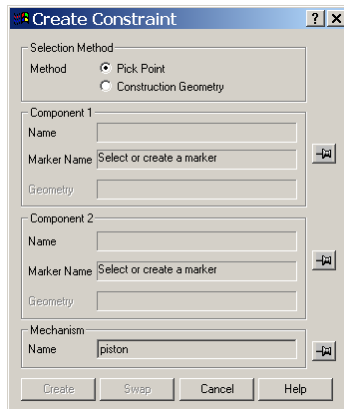 Create Constraint ? ×
Selection Method
Method Pick Point
Construction Geometry
Component 1
Name
Marker Name Select or create a marker
Geometry
Component 2
Name
Marker Name Select or create a marker
Geometry
Mechanism
Name piston
Create Swap Cancel Help